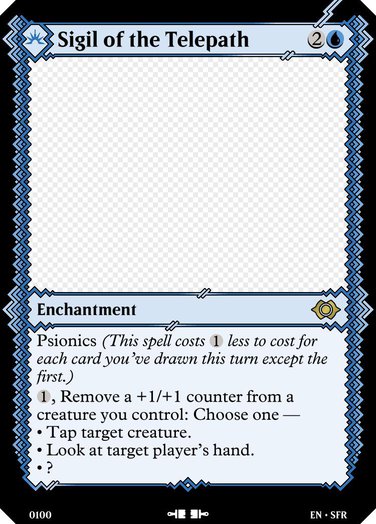 Sigil of the Telepath 2
Enchantment
Psionics (This spell costs 1 less to cost for
each card you've drawn this turn except the
first.)
1, Remove a +1/+1 counter from a
creature you control: Choose one —
• Tap target creature.
• Look at target player's hand.
• ?
0100 EN • SFR